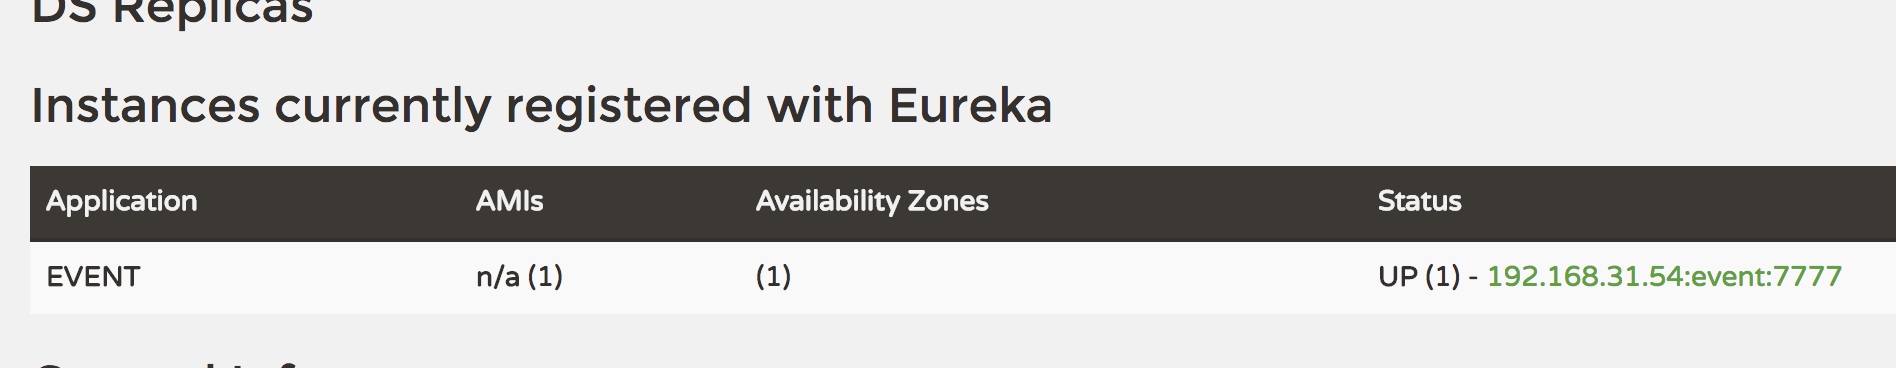 DS Replicas
Instances currently registered with Eureka
Application AMIs Availability Zones Status
EVENT n/a (1) (1) UP (1) - 192.168.31.54:event:7777